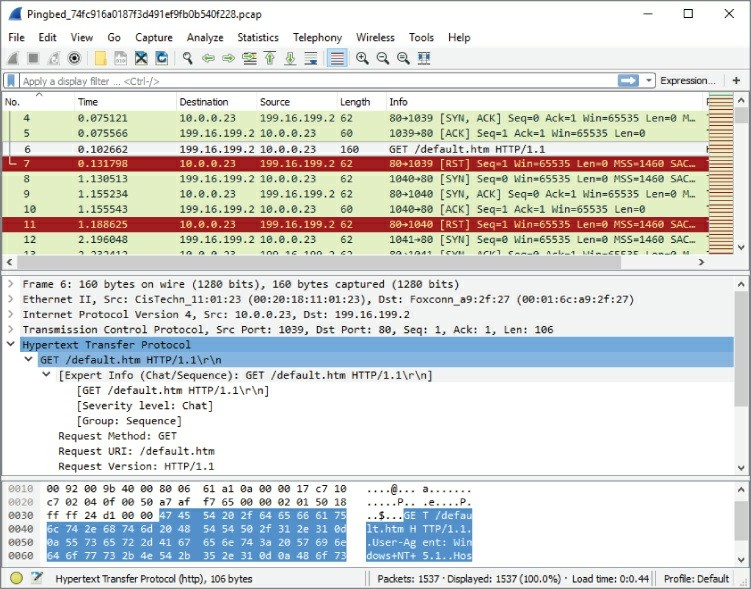 Pingbed_74fc916a0187f3d491ef9fb0b540f228.pcap
File Edit View Go Capture Analyze Statistics Telephony Wireless Tools Help
Apply a display filter ... <Ctrl-/> Expression... +
No. Time Destination Source Length Info
4 0.075121 10.0.0.23 199.16.199.2 62 80→1039 [SYN, ACK] Seq=0 Ack=1 Win=65535 Len=0 M…
5 0.075566 199.16.199.2 10.0.0.23 60 1039→80 [ACK] Seq=1 Ack=1 Win=65535 Len=0
6 0.102662 199.16.199.2 10.0.0.23 160 GET /default.htm HTTP/1.1
7 0.131798 10.0.0.23 199.16.199.2 62 80→1039 [RST] Seq=1 Win=65535 Len=0 MSS=1460 SAC…
8 1.130513 199.16.199.2 10.0.0.23 62 1040→80 [SYN] Seq=0 Win=65535 Len=0 MSS=1460 SAC…
9 1.155234 10.0.0.23 199.16.199.2 62 80→1040 [SYN, ACK] Seq=0 Ack=1 Win=65535 Len=0 M…
10 1.155543 199.16.199.2 10.0.0.23 60 1040→80 [ACK] Seq=1 Ack=1 Win=65535 Len=0
11 1.188625 10.0.0.23 199.16.199.2 62 80→1040 [RST] Seq=1 Win=65535 Len=0 MSS=1460 SAC…
12 2.196048 199.16.199.2 10.0.0.23 62 1041→80 [SYN] Seq=0 Win=65535 Len=0 MSS=1460 SAC…
Frame 6: 160 bytes on wire (1280 bits), 160 bytes captured (1280 bits)
Ethernet II, Src: CisTechn_11:01:23 (00:20:18:11:01:23), Dst: Foxconn_a9:2f:27 (00:01:6c:a9:2f:27)
Internet Protocol Version 4, Src: 10.0.0.23, Dst: 199.16.199.2
Transmission Control Protocol, Src Port: 1039, Dst Port: 80, Seq: 1, Ack: 1, Len: 106
Hypertext Transfer Protocol
GET /default.htm HTTP/1.1\r\n
[Expert Info (Chat/Sequence): GET /default.htm HTTP/1.1\r\n]
[GET /default.htm HTTP/1.1\r\n]
[Severity level: Chat]
[Group: Sequence]
Request Method: GET
Request URI: /default.htm
Request Version: HTTP/1.1
0010 00 92 00 9b 40 00 80 06 61 a1 0a 00 00 17 c7 10 ....@... a.......
0020 c7 02 04 0f 00 50 a7 af f7 65 00 00 02 01 50 18 .....P.. .e....P.
0030 ff ff 24 d1 00 00 47 45 54 20 2f 64 65 66 61 75 ..$...GE T /defau
0040 6c 74 2e 68 74 6d 20 48 54 54 50 2f 31 2e 31 0d lt.htm H TTP/1.1.
0050 0a 55 73 65 72 2d 41 67 65 6e 74 3a 20 57 69 6e .User-Ag ent: Win
0060 64 6f 77 73 2b 4e 54 2b 35 2e 31 0d 0a 48 6f 73 dows+NT+ 5.1..Hos
Hypertext Transfer Protocol (http), 106 bytes Packets: 1537 · Displayed: 1537 (100.0%) · Load time: 0:0.44 Profile: Default